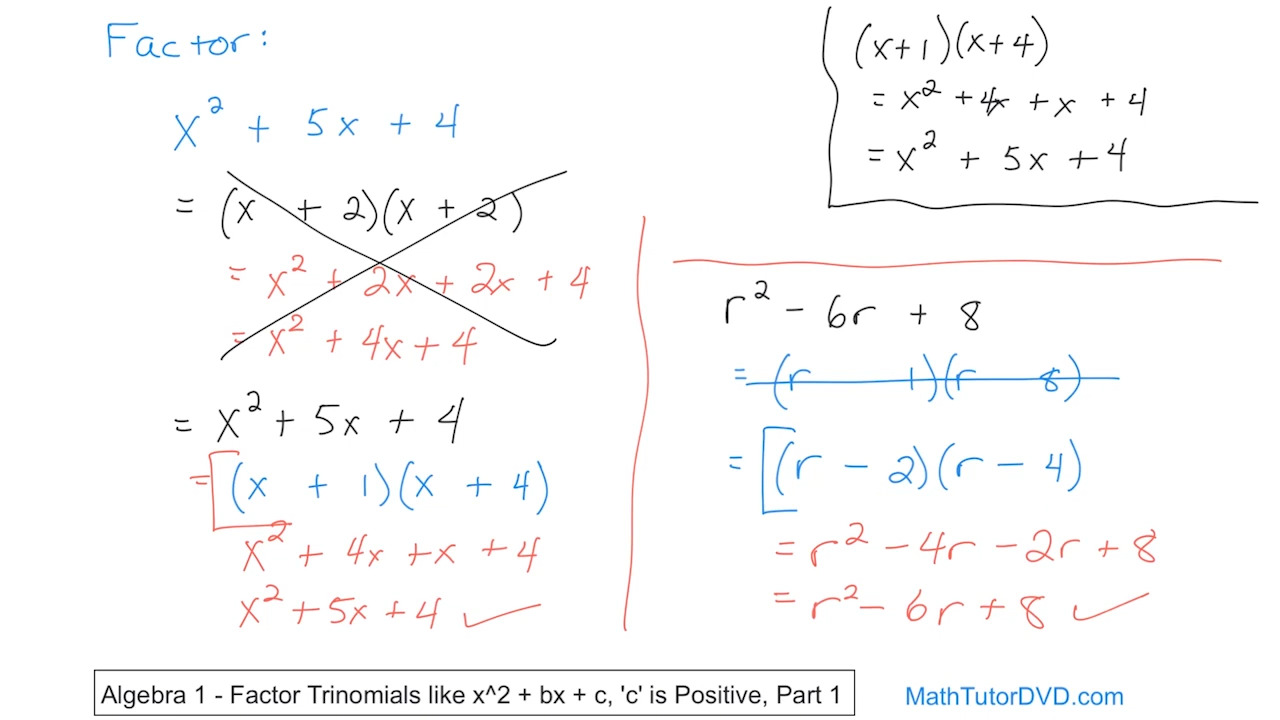 Factor:
x² + 5x + 4
= (x + 2)(x + 2)
= x² + 2x + 2x + 4
= x² + 4x + 4
= x² + 5x + 4
= (x + 1)(x + 4)
x² + 4x + x + 4
x² + 5x + 4 ✓
(x+1)(x+4)
= x² + 4x + x + 4
= x² + 5x + 4
r² - 6r + 8
= (r 1)(r 8)
= (r - 2)(r - 4)
= r² - 4r - 2r + 8
= r² - 6r + 8 ✓
Algebra 1 - Factor Trinomials like x^2 + bx + c, 'c' is Positive, Part 1
MathTutorDVD.com